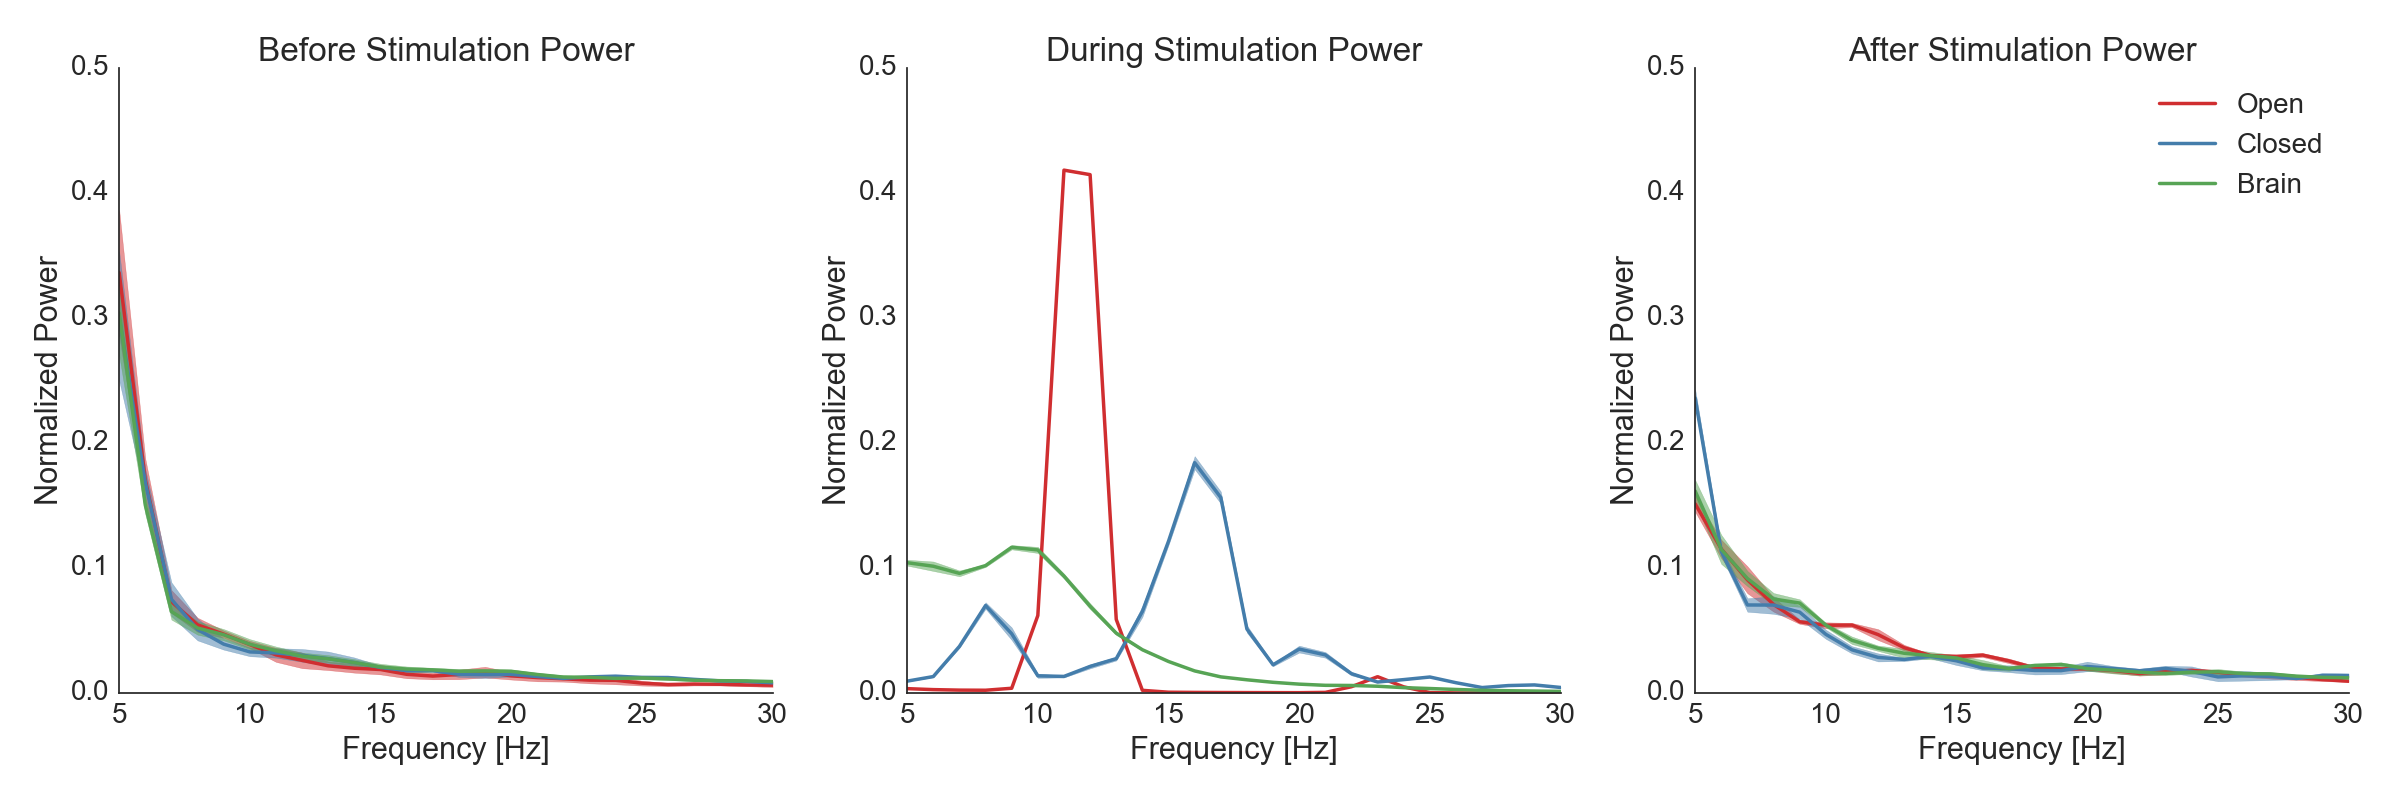 Before Stimulation Power
0.5
0.4
0.3
0.2
0.1
0.0
Normalized Power
5 10 15 20 25 30
Frequency [Hz]
During Stimulation Power
0.5
0.4
0.3
0.2
0.1
0.0
Normalized Power
5 10 15 20 25 30
Frequency [Hz]
After Stimulation Power
0.5
0.4
0.3
0.2
0.1
0.0
Normalized Power
5 10 15 20 25 30
Frequency [Hz]
Open
Closed
Brain